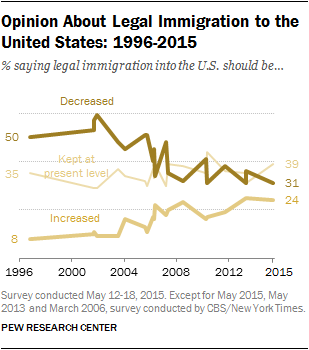 Opinion About Legal Immigration to the
United States: 1996-2015
% saying legal immigration into the U.S. should be...
Decreased
50
Kept at
present level
35
39
31
24
Increased
8
1996 2000 2004 2008 2012 2015
Survey conducted May 12-18, 2015. Except for May 2015, May
2013 and March 2006, survey conducted by CBS/New York Times.
PEW RESEARCH CENTER